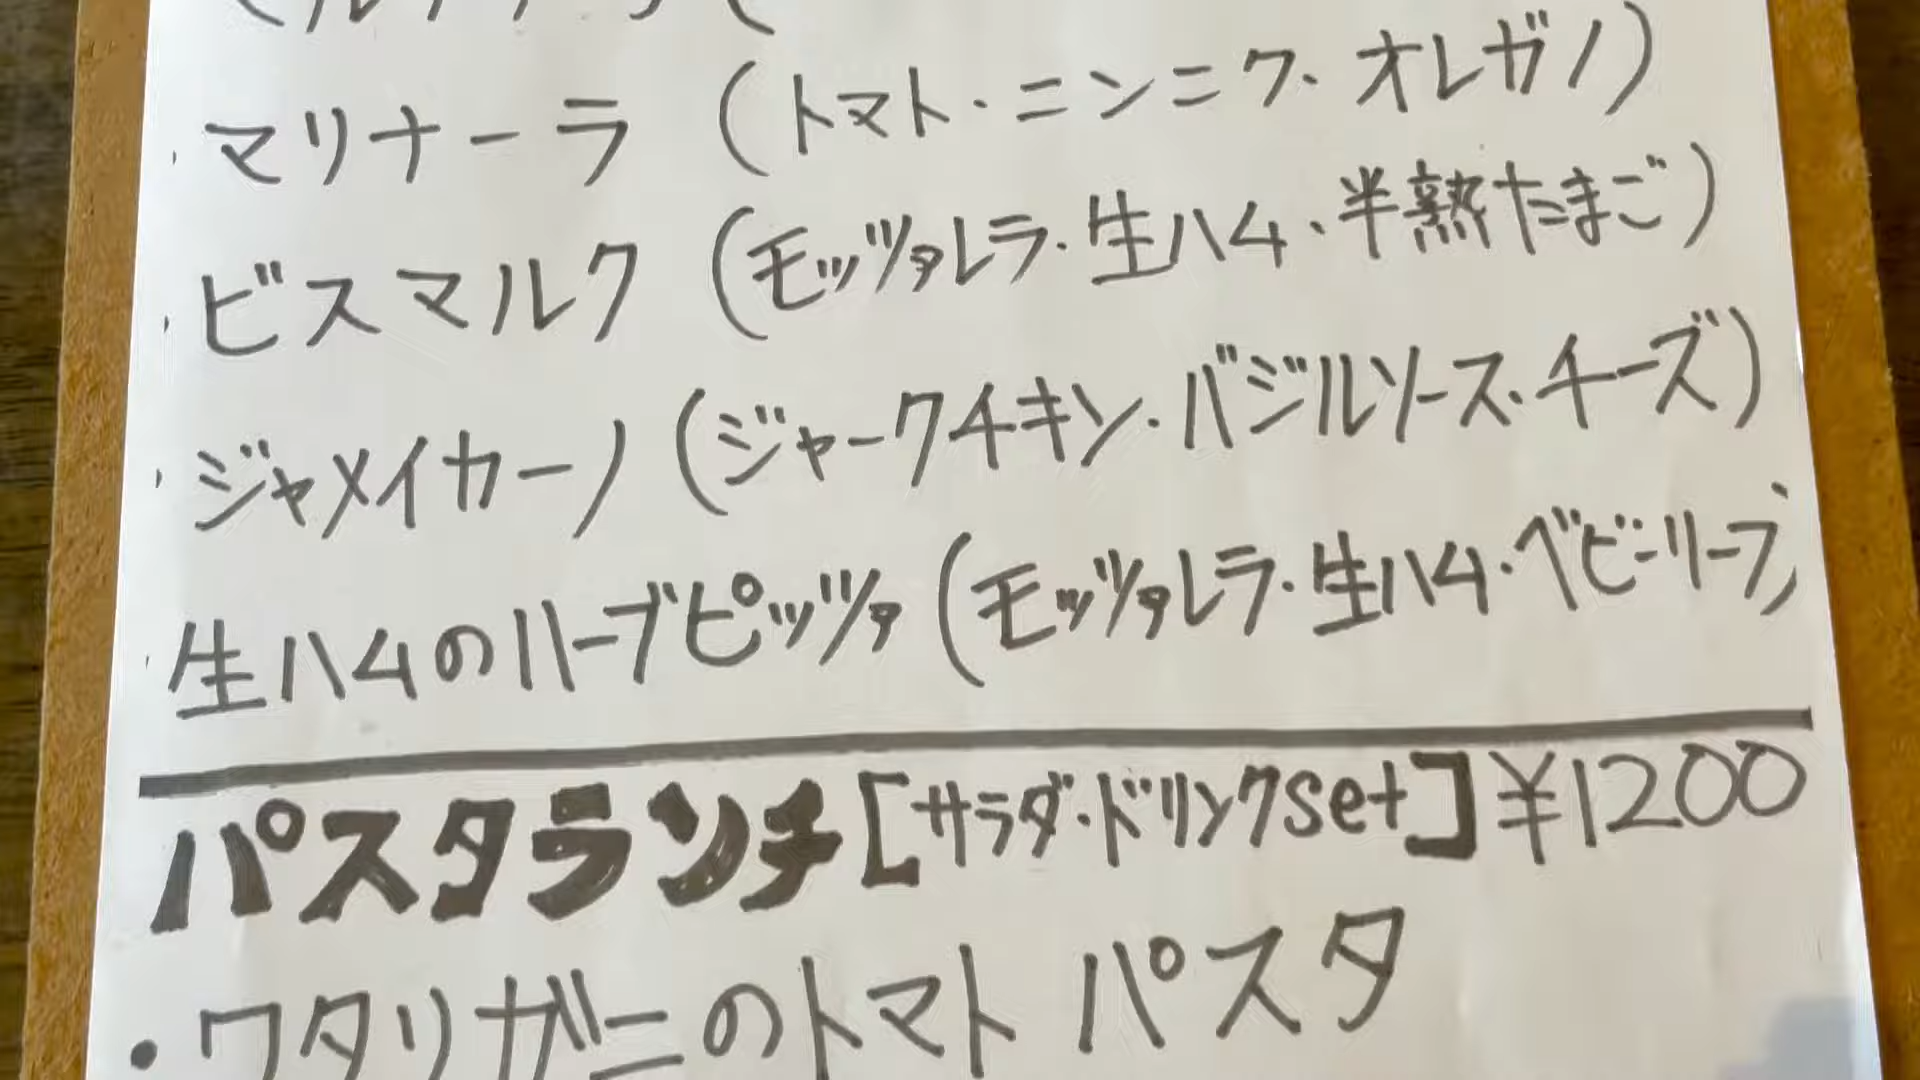 ・マリナーラ (トマト・ニンニク・オレガノ)
・ビスマルク (モッツァレラ・生ハム・半熟たまご)
・ジャメイカーノ (ジャークチキン・バジルソース・チーズ)
・生ハムのハーブピッツァ (モッツァレラ・生ハム・ベビーリーフ)
パスタランチ [サラダ・ドリンクset] ¥1200
・ワタリガニのトマトパスタ